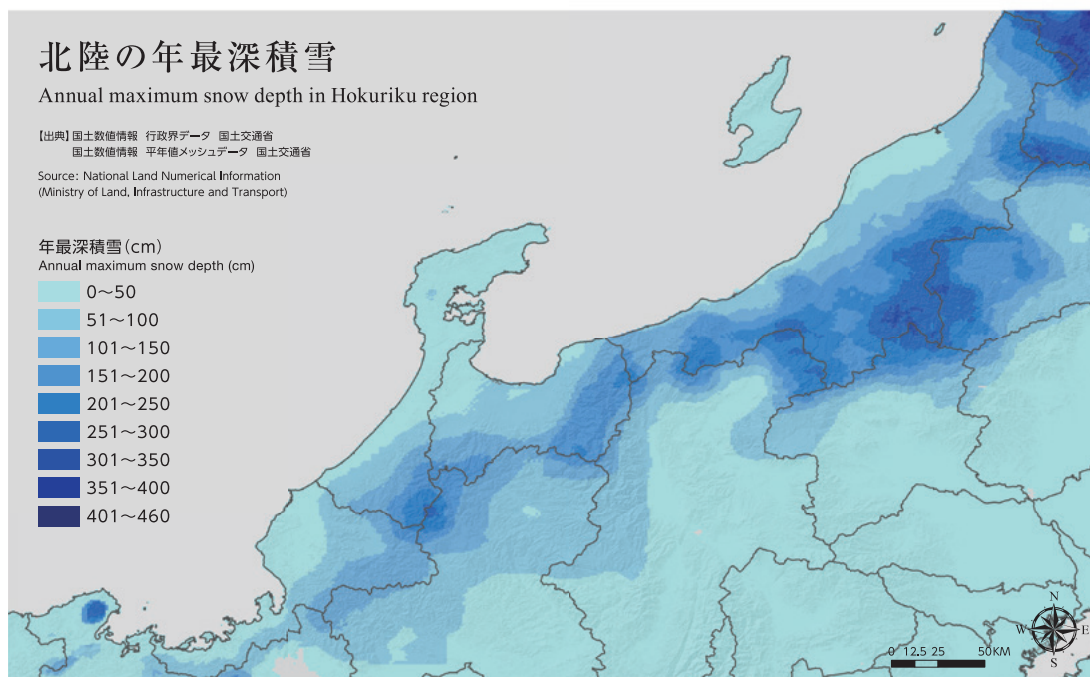 北陸の年最深積雪
Annual maximum snow depth in Hokuriku region
【出典】国土数値情報 行政界データ 国土交通省
国土数値情報 平年値メッシュデータ 国土交通省
Source: National Land Numerical Information
(Ministry of Land, Infrastructure and Transport)
年最深積雪(cm)
Annual maximum snow depth (cm)
0〜50
51〜100
101〜150
151〜200
201〜250
251〜300
301〜350
351〜400
401〜460
N
W E
S
0 12.5 25 50KM